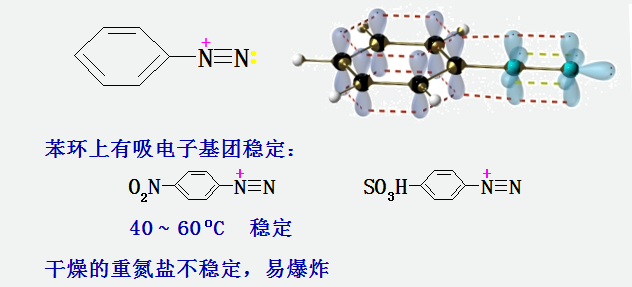 N⁺≡N:
苯环上有吸电子基团稳定:
O₂N N⁺≡N SO₃H N⁺≡N
40~60ºC 稳定
干燥的重氮盐不稳定,易爆炸